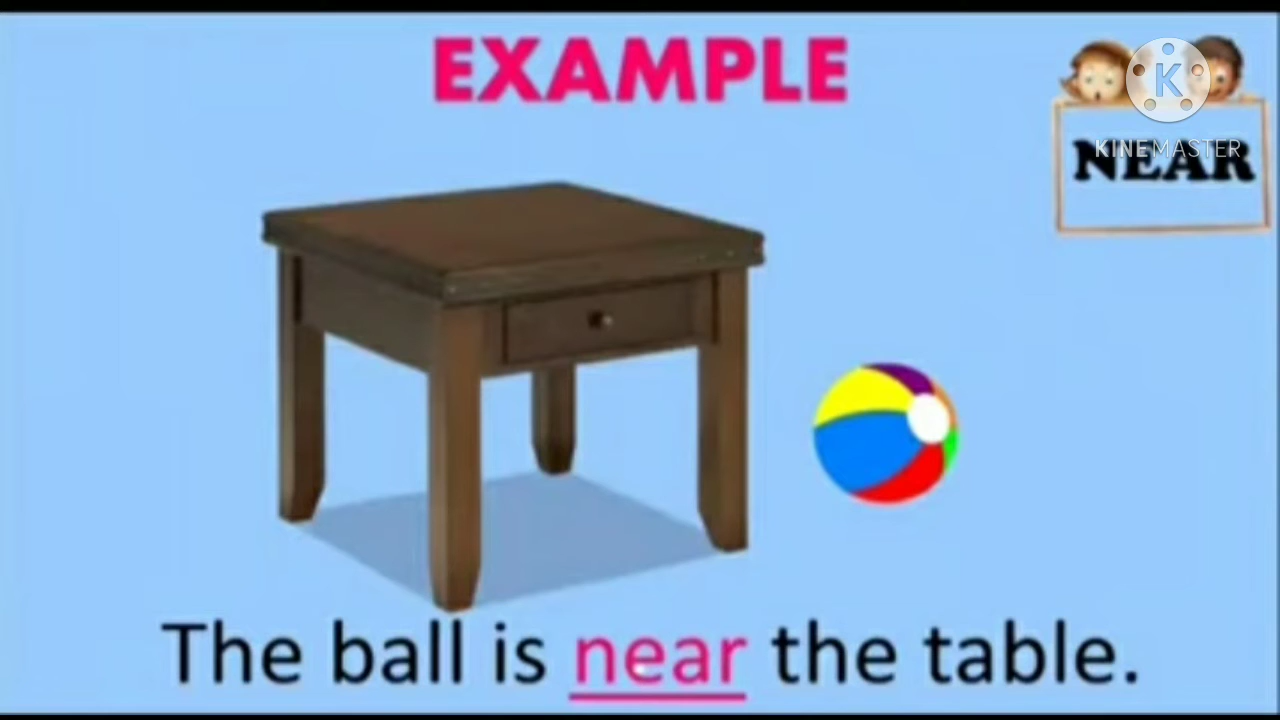 EXAMPLE
K
KINEMASTER
NEAR
The ball is near the table.